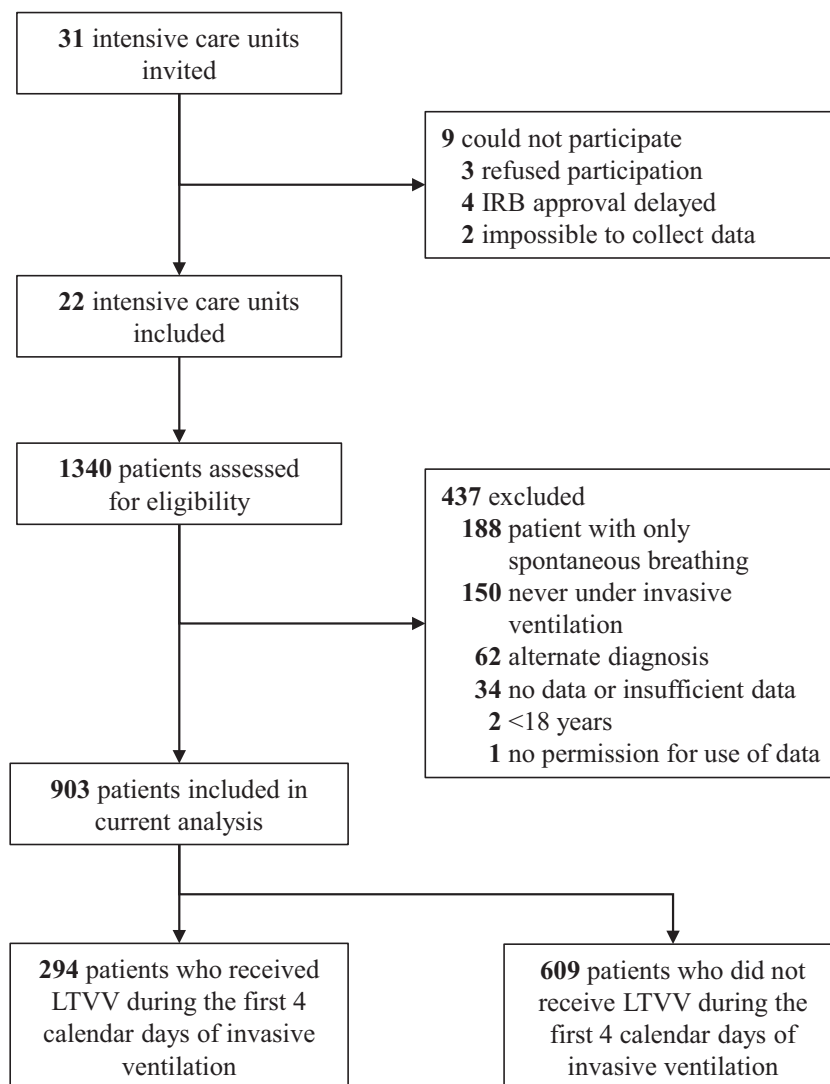 31 intensive care units
invited
9 could not participate
3 refused participation
4 IRB approval delayed
2 impossible to collect data
22 intensive care units
included
1340 patients assessed
for eligibility
437 excluded
188 patient with only
spontaneous breathing
150 never under invasive
ventilation
62 alternate diagnosis
34 no data or insufficient data
2 <18 years
1 no permission for use of data
903 patients included in
current analysis
294 patients who received
LTVV during the first 4
calendar days of invasive
ventilation
609 patients who did not
receive LTVV during the
first 4 calendar days of
invasive ventilation